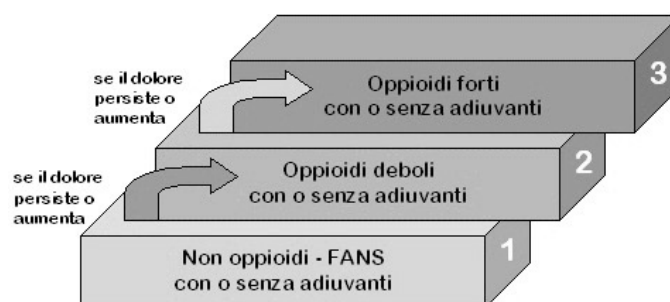 se il dolore
persiste o
aumenta
Oppioidi forti
con o senza adiuvanti
3
se il dolore
persiste o
aumenta
Oppioidi deboli
con o senza adiuvanti
2
Non oppioidi - FANS
con o senza adiuvanti
1